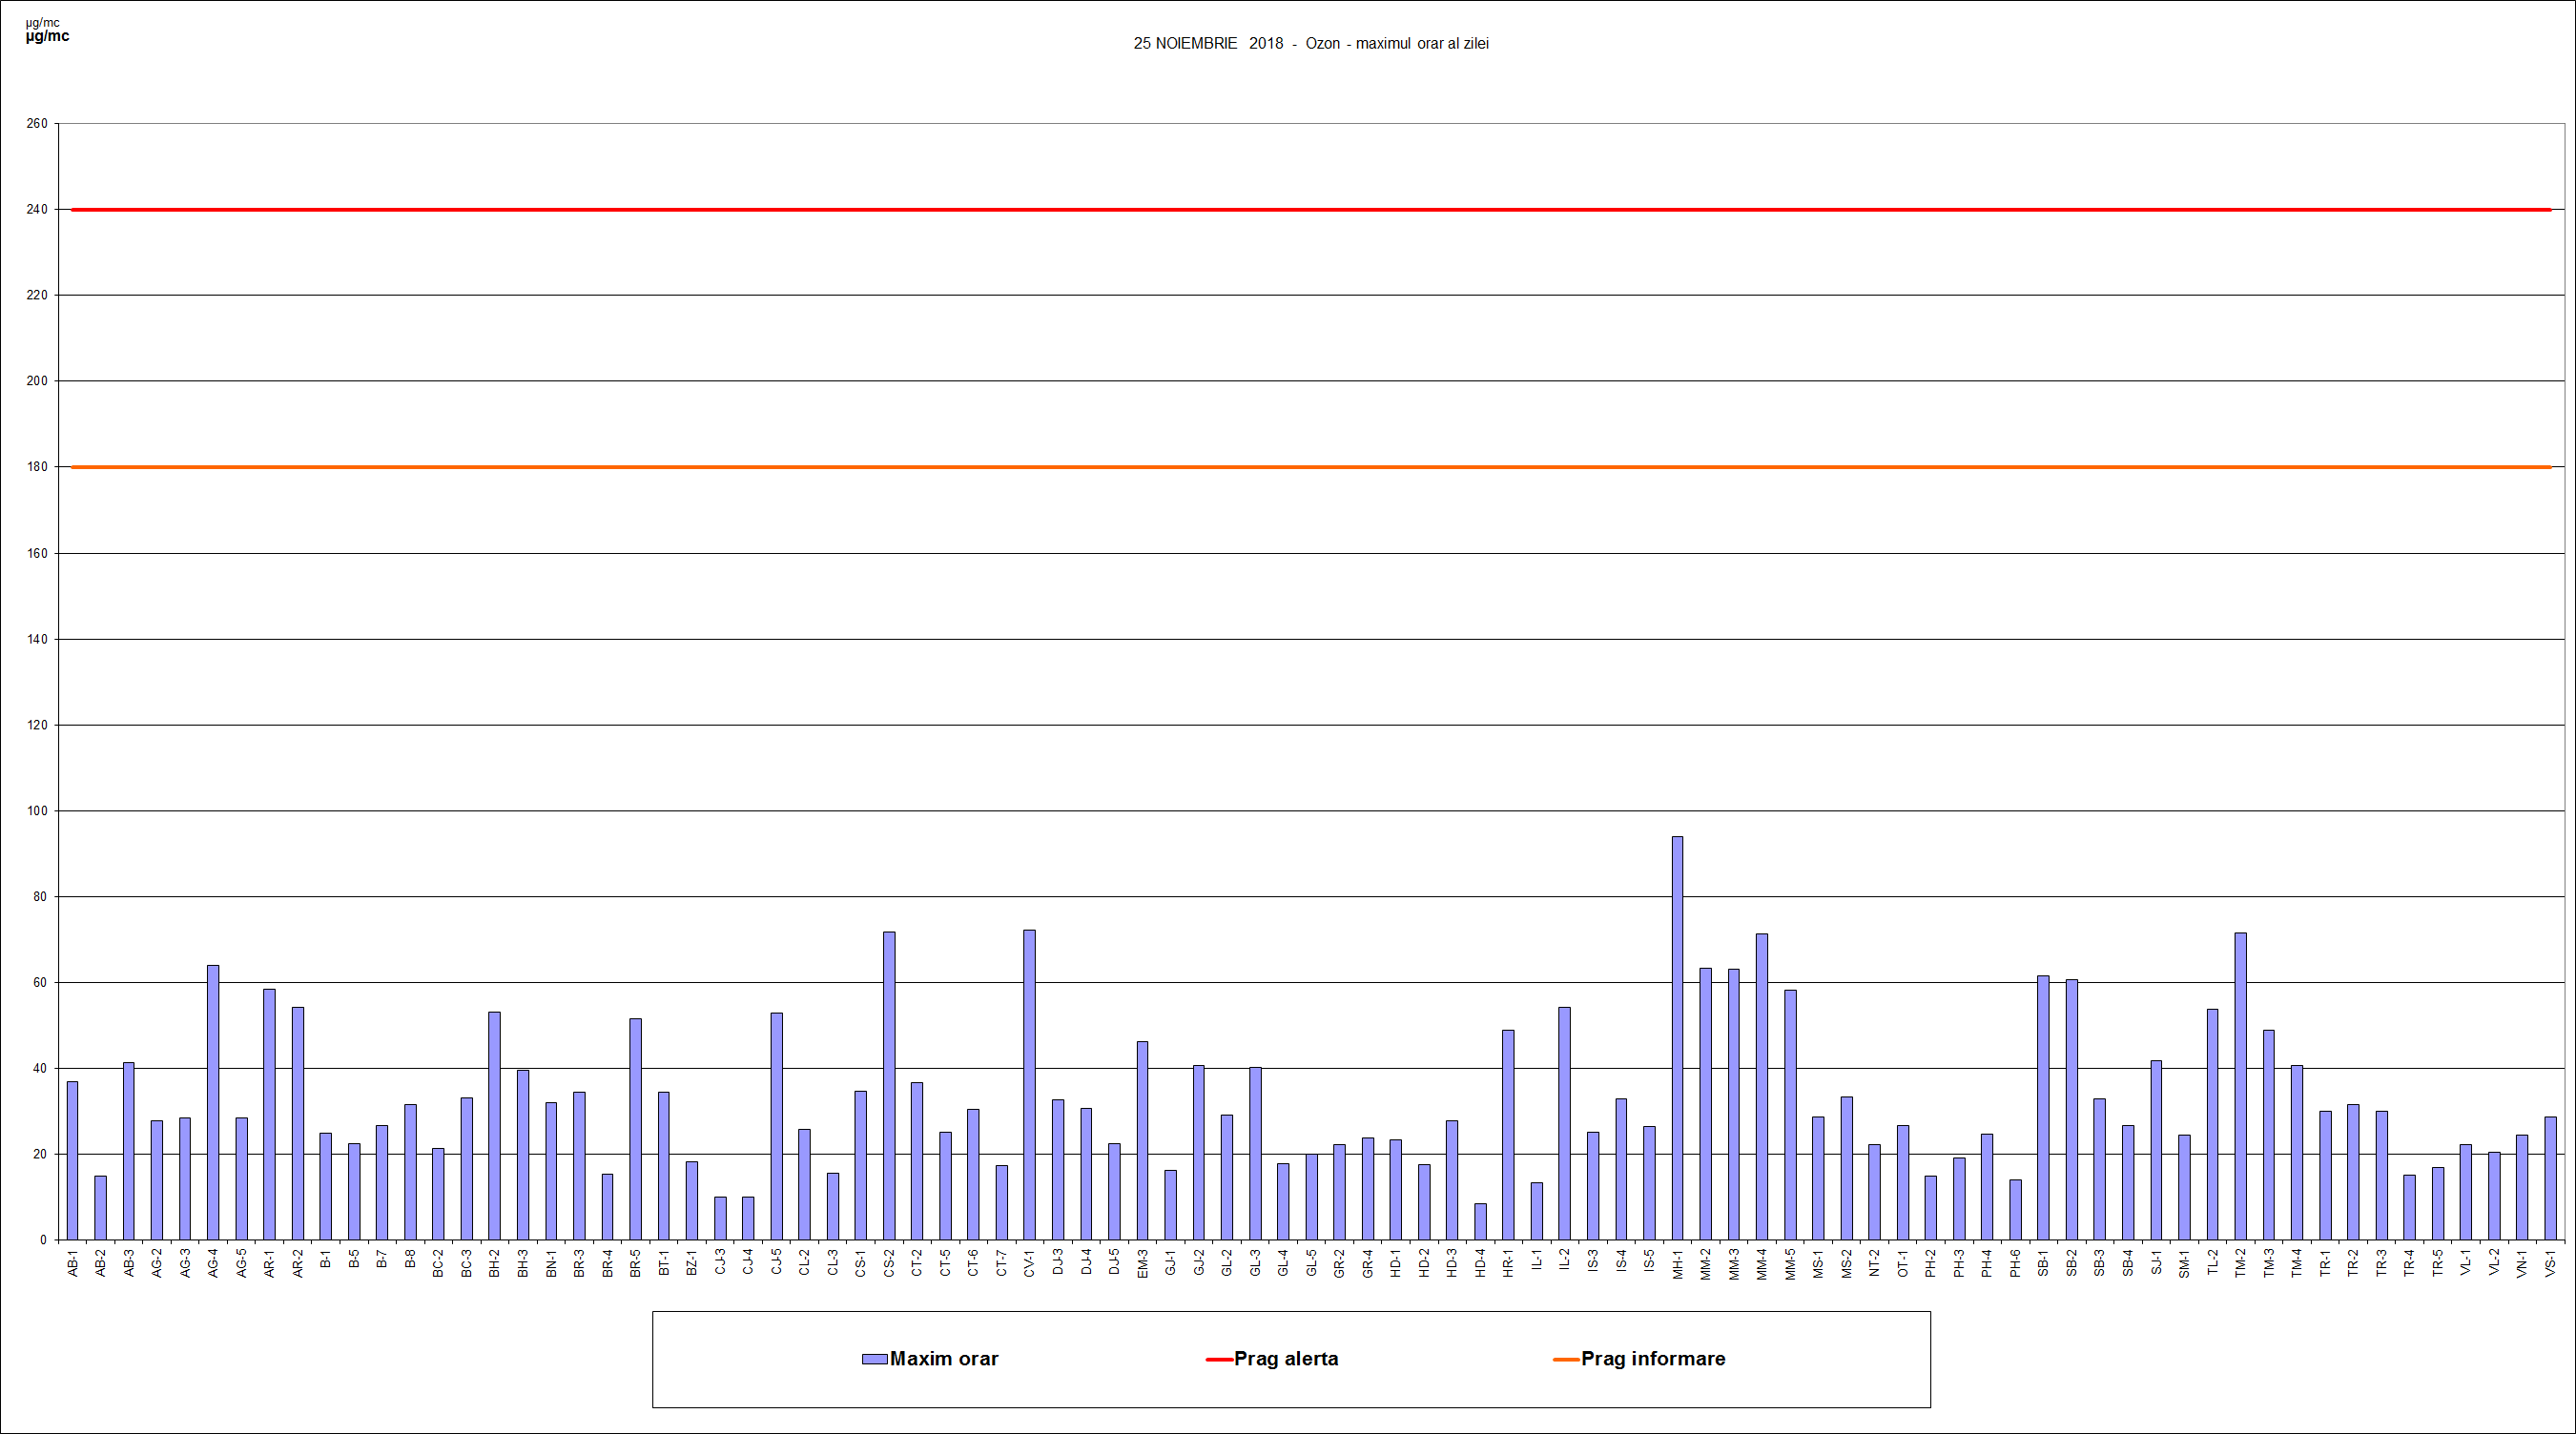 µg/mc
µg/mc
25 NOIEMBRIE 2018 - Ozon - maximul orar al zilei
260
240
220
200
180
160
140
120
100
80
60
40
20
0
AB-1 AB-2 AB-3 AG-2 AG-3 AG-4 AG-5 AR-1 AR-2 B-1 B-5 B-7 B-8 BC-2 BC-3 BH-2 BH-3 BN-1 BR-3 BR-4 BR-5 BT-1 BZ-1 CJ-3 CJ-4 CJ-5 CL-2 CL-3 CS-1 CS-2 CT-2 CT-5 CT-6 CT-7 CV-1 DJ-3 DJ-4 DJ-5 EM-3 GJ-1 GJ-2 GL-2 GL-3 GL-4 GL-5 GR-2 GR-4 HD-1 HD-2 HD-3 HD-4 HR-1 IL-1 IL-2 IS-3 IS-4 IS-5 MH-1 MM-2 MM-3 MM-4 MM-5 MS-1 MS-2 NT-2 OT-1 PH-2 PH-3 PH-4 PH-6 SB-1 SB-2 SB-3 SB-4 SJ-1 SM-1 TL-2 TM-2 TM-3 TM-4 TR-1 TR-2 TR-3 TR-4 TR-5 VL-1 VL-2 VN-1 VS-1
Maxim orar Prag alerta Prag informare